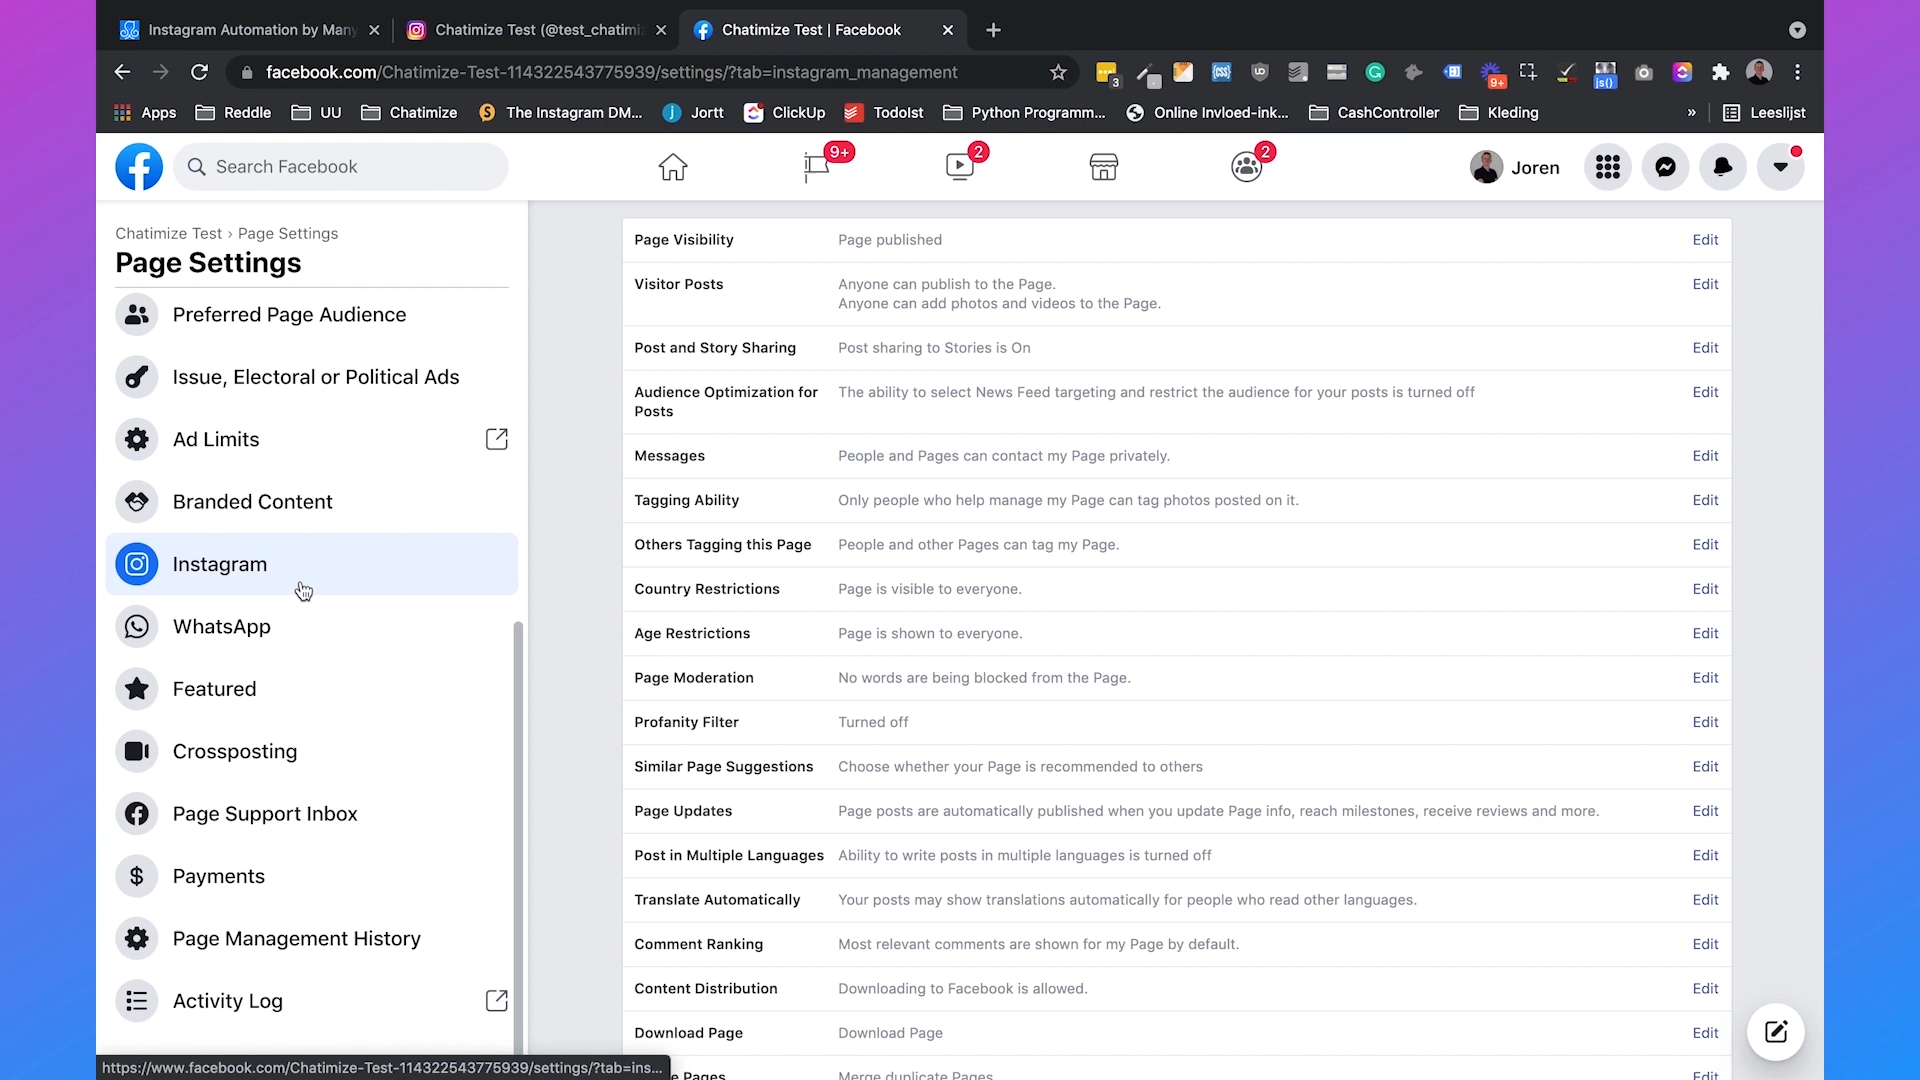 Instagram Automation by Many
Chatimize Test (@test_chatimi
Chatimize Test | Facebook
facebook.com/Chatimize-Test-114322543775939/settings/?tab=instagram_management
3
9+
js()
Apps
Reddle
UU
Chatimize
The Instagram DM...
Jortt
ClickUp
TodoIst
Python Programm...
Online Invloed-ink...
CashController
Kleding
»
Leeslijst
Search Facebook
9+
2
2
Joren
Chatimize Test › Page Settings
Page Settings
Preferred Page Audience
Issue, Electoral or Political Ads
Ad Limits
Branded Content
Instagram
WhatsApp
Featured
Crossposting
Page Support Inbox
Payments
Page Management History
Activity Log
https://www.facebook.com/Chatimize-Test-114322543775939/settings/?tab=ins...
Page Visibility
Page published
Edit
Visitor Posts
Anyone can publish to the Page.
Anyone can add photos and videos to the Page.
Edit
Post and Story Sharing
Post sharing to Stories is On
Edit
Audience Optimization for
Posts
The ability to select News Feed targeting and restrict the audience for your posts is turned off
Edit
Messages
People and Pages can contact my Page privately.
Edit
Tagging Ability
Only people who help manage my Page can tag photos posted on it.
Edit
Others Tagging this Page
People and other Pages can tag my Page.
Edit
Country Restrictions
Page is visible to everyone.
Edit
Age Restrictions
Page is shown to everyone.
Edit
Page Moderation
No words are being blocked from the Page.
Edit
Profanity Filter
Turned off
Edit
Similar Page Suggestions
Choose whether your Page is recommended to others
Edit
Page Updates
Page posts are automatically published when you update Page info, reach milestones, receive reviews and more.
Edit
Post in Multiple Languages
Ability to write posts in multiple languages is turned off
Edit
Translate Automatically
Your posts may show translations automatically for people who read other languages.
Edit
Comment Ranking
Most relevant comments are shown for my Page by default.
Edit
Content Distribution
Downloading to Facebook is allowed.
Edit
Download Page
Download Page
Edit
e Pages
Merge duplicate Pages
Edit